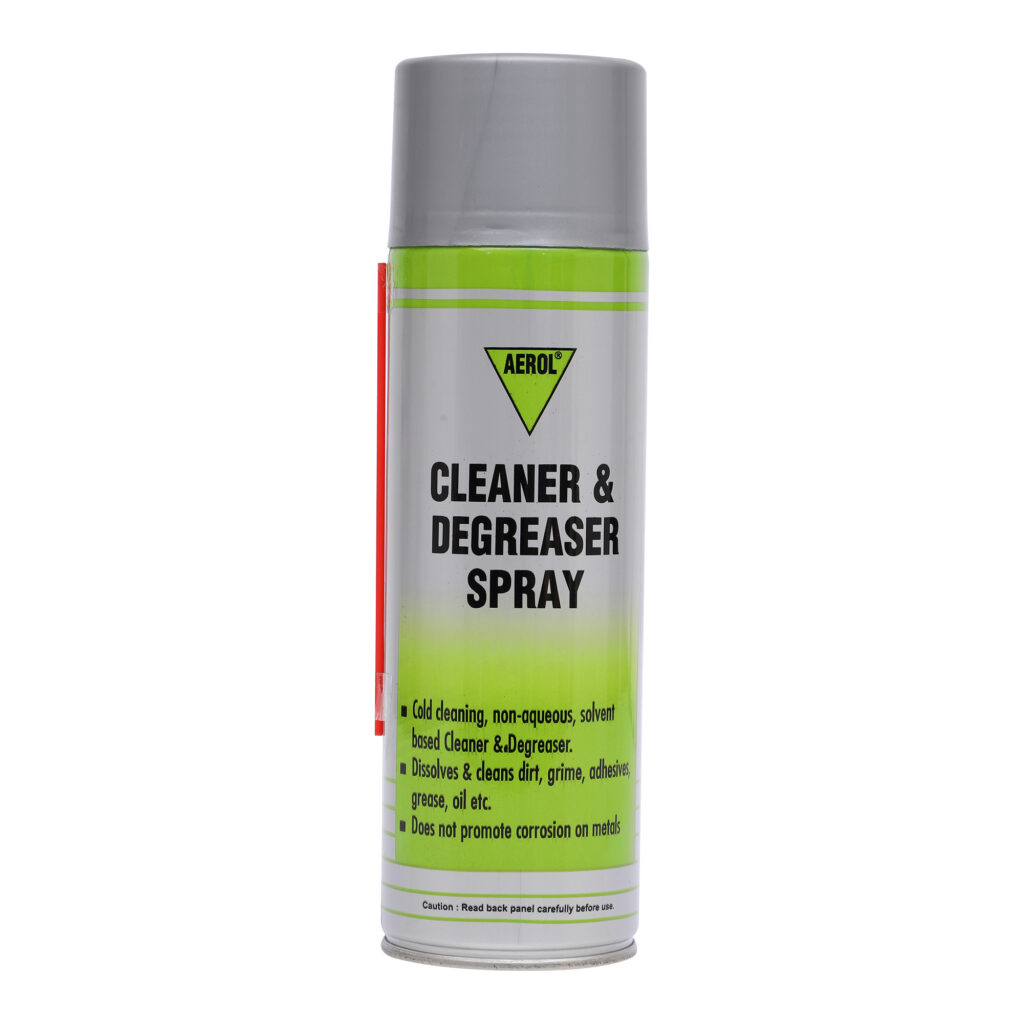 AEROL®
CLEANER &
DEGREASER
SPRAY
▪ Cold cleaning, non-aqueous, solvent
based Cleaner & Degreaser.
▪ Dissolves & cleans dirt, grime, adhesives,
grease, oil etc.
▪ Does not promote corrosion on metals
Caution : Read back panel carefully before use.